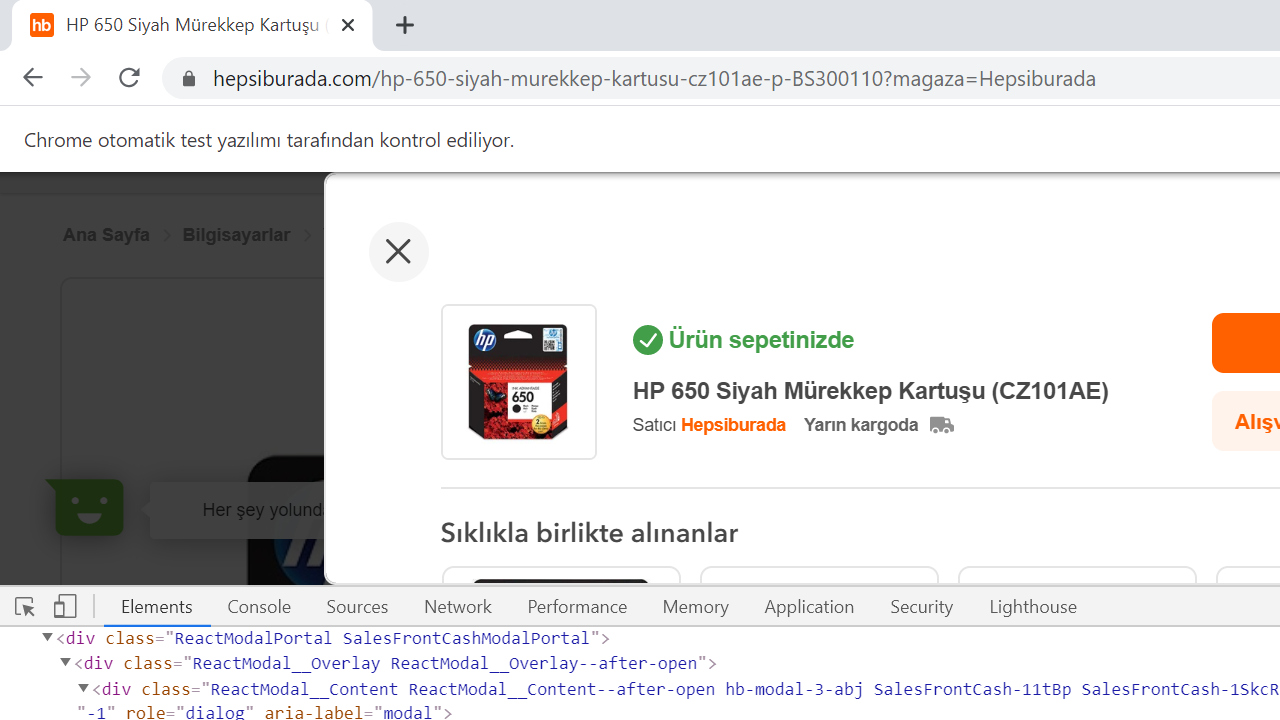 hb HP 650 Siyah Mürekkep Kartuşu
hepsiburada.com/hp-650-siyah-murekkep-kartusu-cz101ae-p-BS300110?magaza=Hepsiburada
Chrome otomatik test yazılımı tarafından kontrol ediliyor.
Ana Sayfa Bilgisayarlar
Ürün sepetinizde
hp
650
HP 650 Siyah Mürekkep Kartuşu (CZ101AE)
Satıcı Hepsiburada Yarın kargoda
Her şey yolunda
Sıklıkla birlikte alınanlar
Elements Console Sources Network Performance Memory Application Security Lighthouse
<div class="ReactModalPortal SalesFrontCashModalPortal">
<div class="ReactModal__Overlay ReactModal__Overlay--after-open">
<div class="ReactModal__Content ReactModal__Content--after-open hb-modal-3-abj SalesFrontCash-11tBp SalesFrontCash-1SkcR
"-1" role="dialog" aria-label="modal">